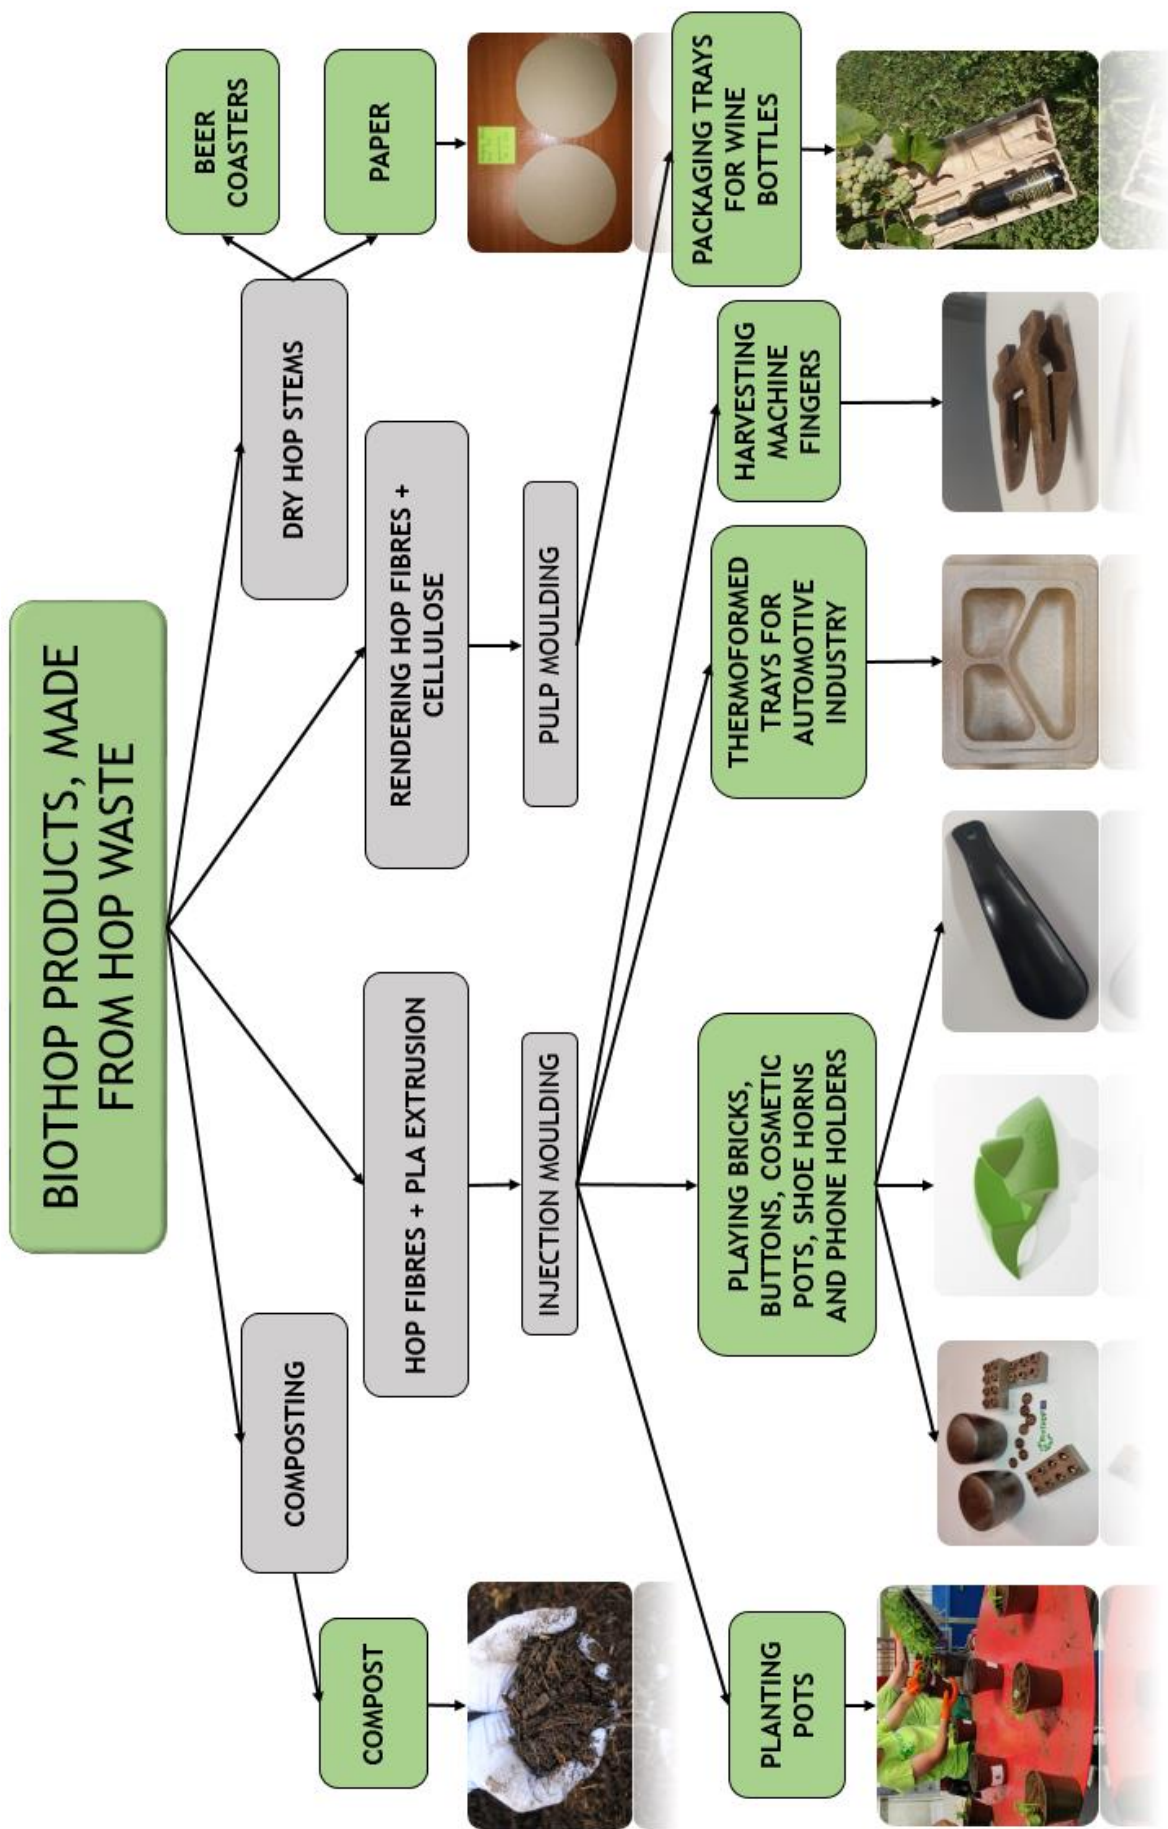 BIOTHOP PRODUCTS, MADE
FROM HOP WASTE
COMPOSTING
HOP FIBRES + PLA EXTRUSION
RENDERING HOP FIBRES +
CELLULOSE
DRY HOP STEMS
COMPOST
INJECTION MOULDING
PULP MOULDING
BEER
COASTERS
PAPER
PLANTING
POTS
PLAYING BRICKS,
BUTTONS, COSMETIC
POTS, SHOE HORNS
AND PHONE HOLDERS
THERMOFORMED
TRAYS FOR
AUTOMOTIVE
INDUSTRY
HARVESTING
MACHINE
FINGERS
PACKAGING TRAYS
FOR WINE
BOTTLES